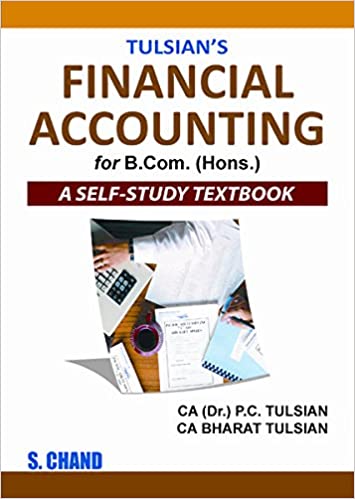 TULSIAN'S
FINANCIAL
ACCOUNTING
for B.Com. (Hons.)
A SELF-STUDY TEXTBOOK
CA (Dr.) P.C. TULSIAN
CA BHARAT TULSIAN
S. CHAND